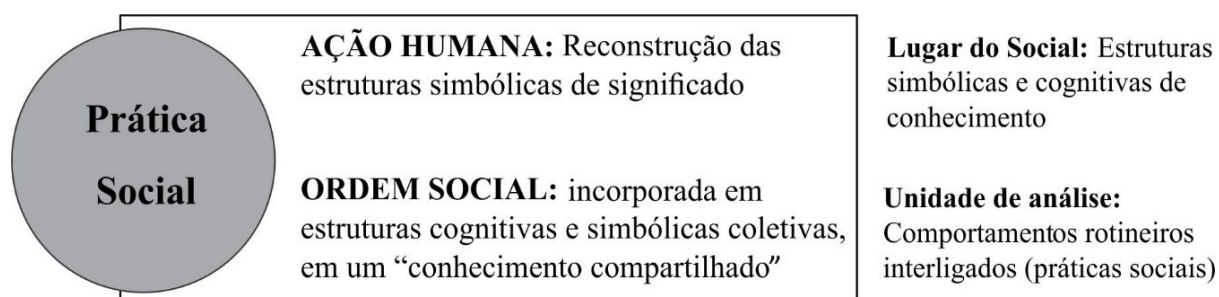 Prática
Social
AÇÃO HUMANA: Reconstrução das
estruturas simbólicas de significado
ORDEM SOCIAL: incorporada em
estruturas cognitivas e simbólicas coletivas,
em um “conhecimento compartilhado”
Lugar do Social: Estruturas
simbólicas e cognitivas de
conhecimento
Unidade de análise:
Comportamentos rotineiros
interligados (práticas sociais)